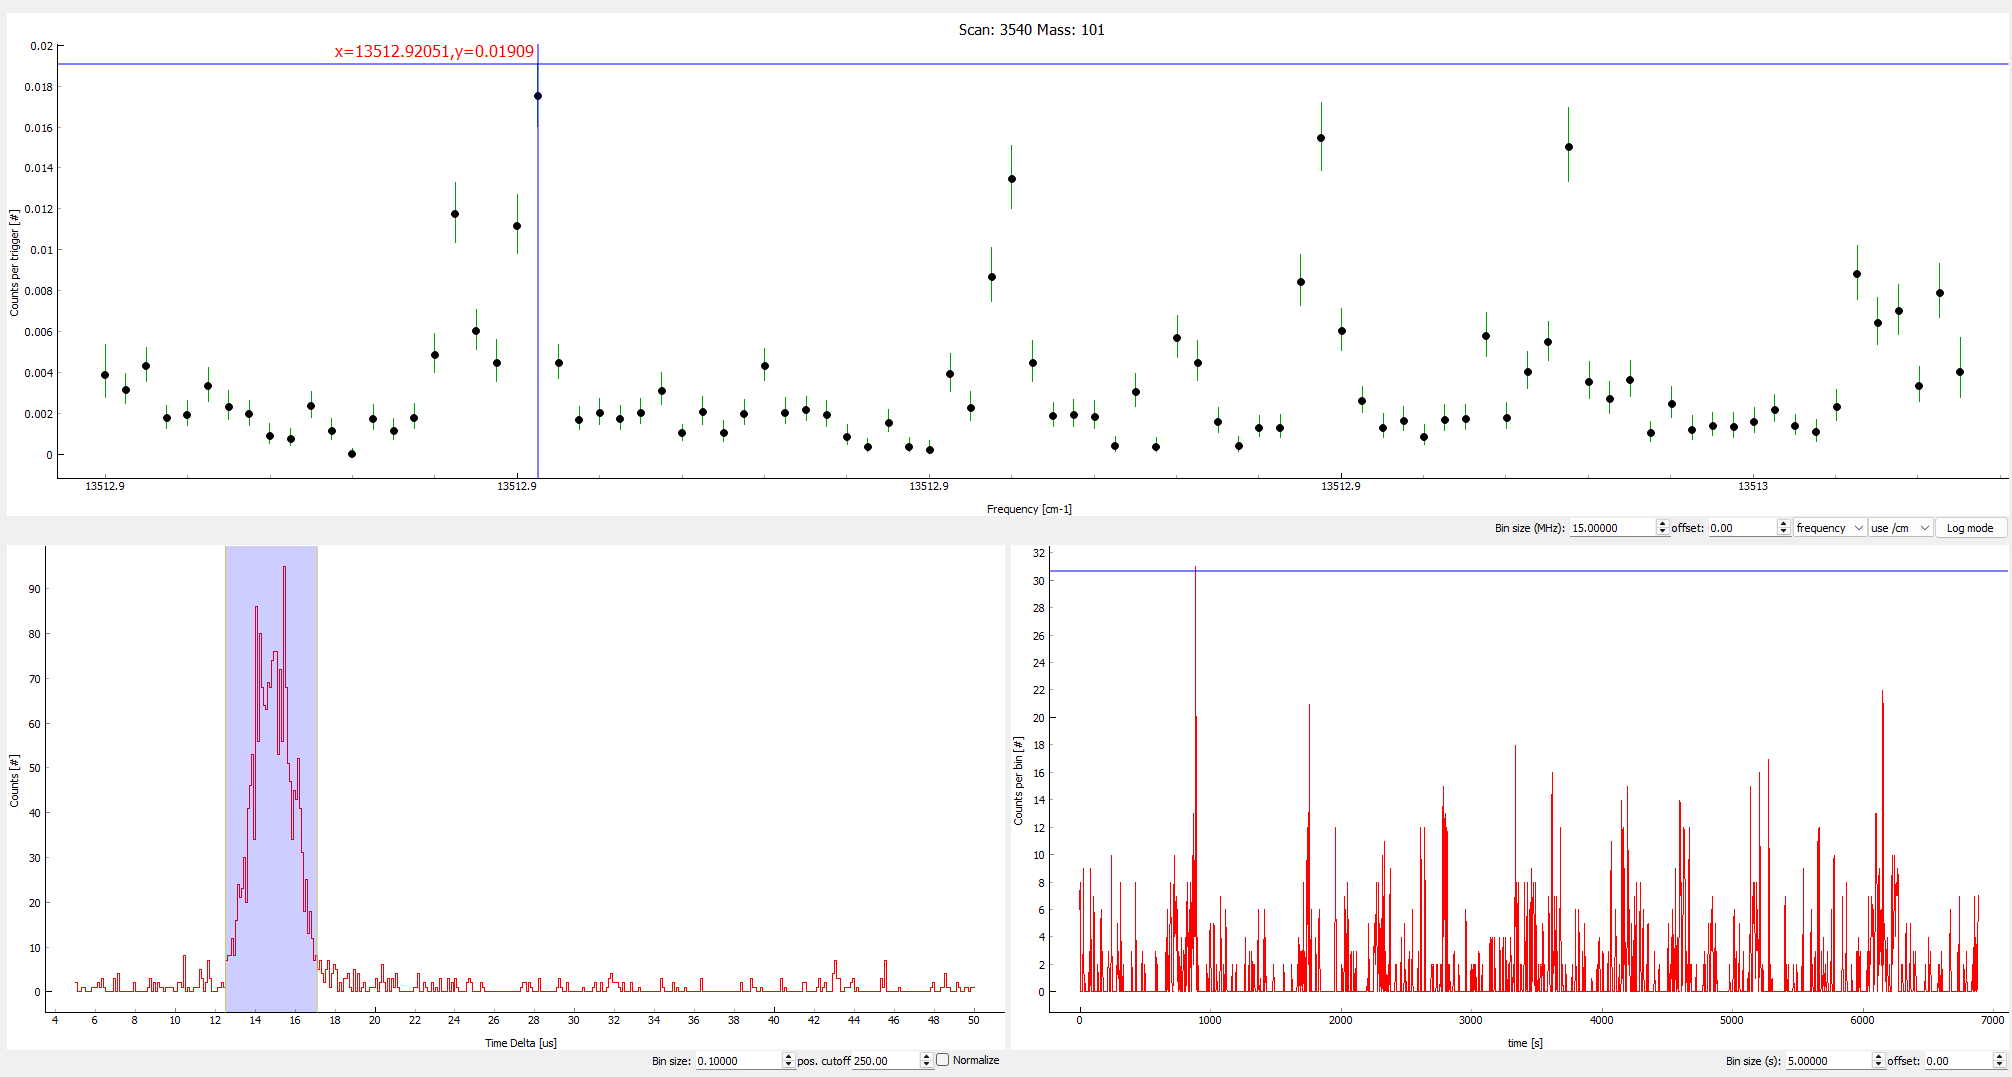 Scan: 3540 Mass: 101
x=13512.92051,y=0.01909
Counts per trigger [#]
0.02
0.018
0.016
0.014
0.012
0.01
0.008
0.006
0.004
0.002
0
13512.9 13512.9 13512.9 13512.9 13513
Frequency [cm-1]
Bin size (MHz): 15.00000 offset: 0.00 frequency use /cm Log mode
Counts [#]
90
80
70
60
50
40
30
20
10
0
4 6 8 10 12 14 16 18 20 22 24 26 28 30 32 34 36 38 40 42 44 46 48 50
Time Delta [us]
Bin size: 0.10000 pos. cutoff 250.00 Normalize
Counts per bin [#]
32
30
28
26
24
22
20
18
16
14
12
10
8
6
4
2
0
0 1000 2000 3000 4000 5000 6000 7000
time [s]
Bin size (s): 5.00000 offset: 0.00